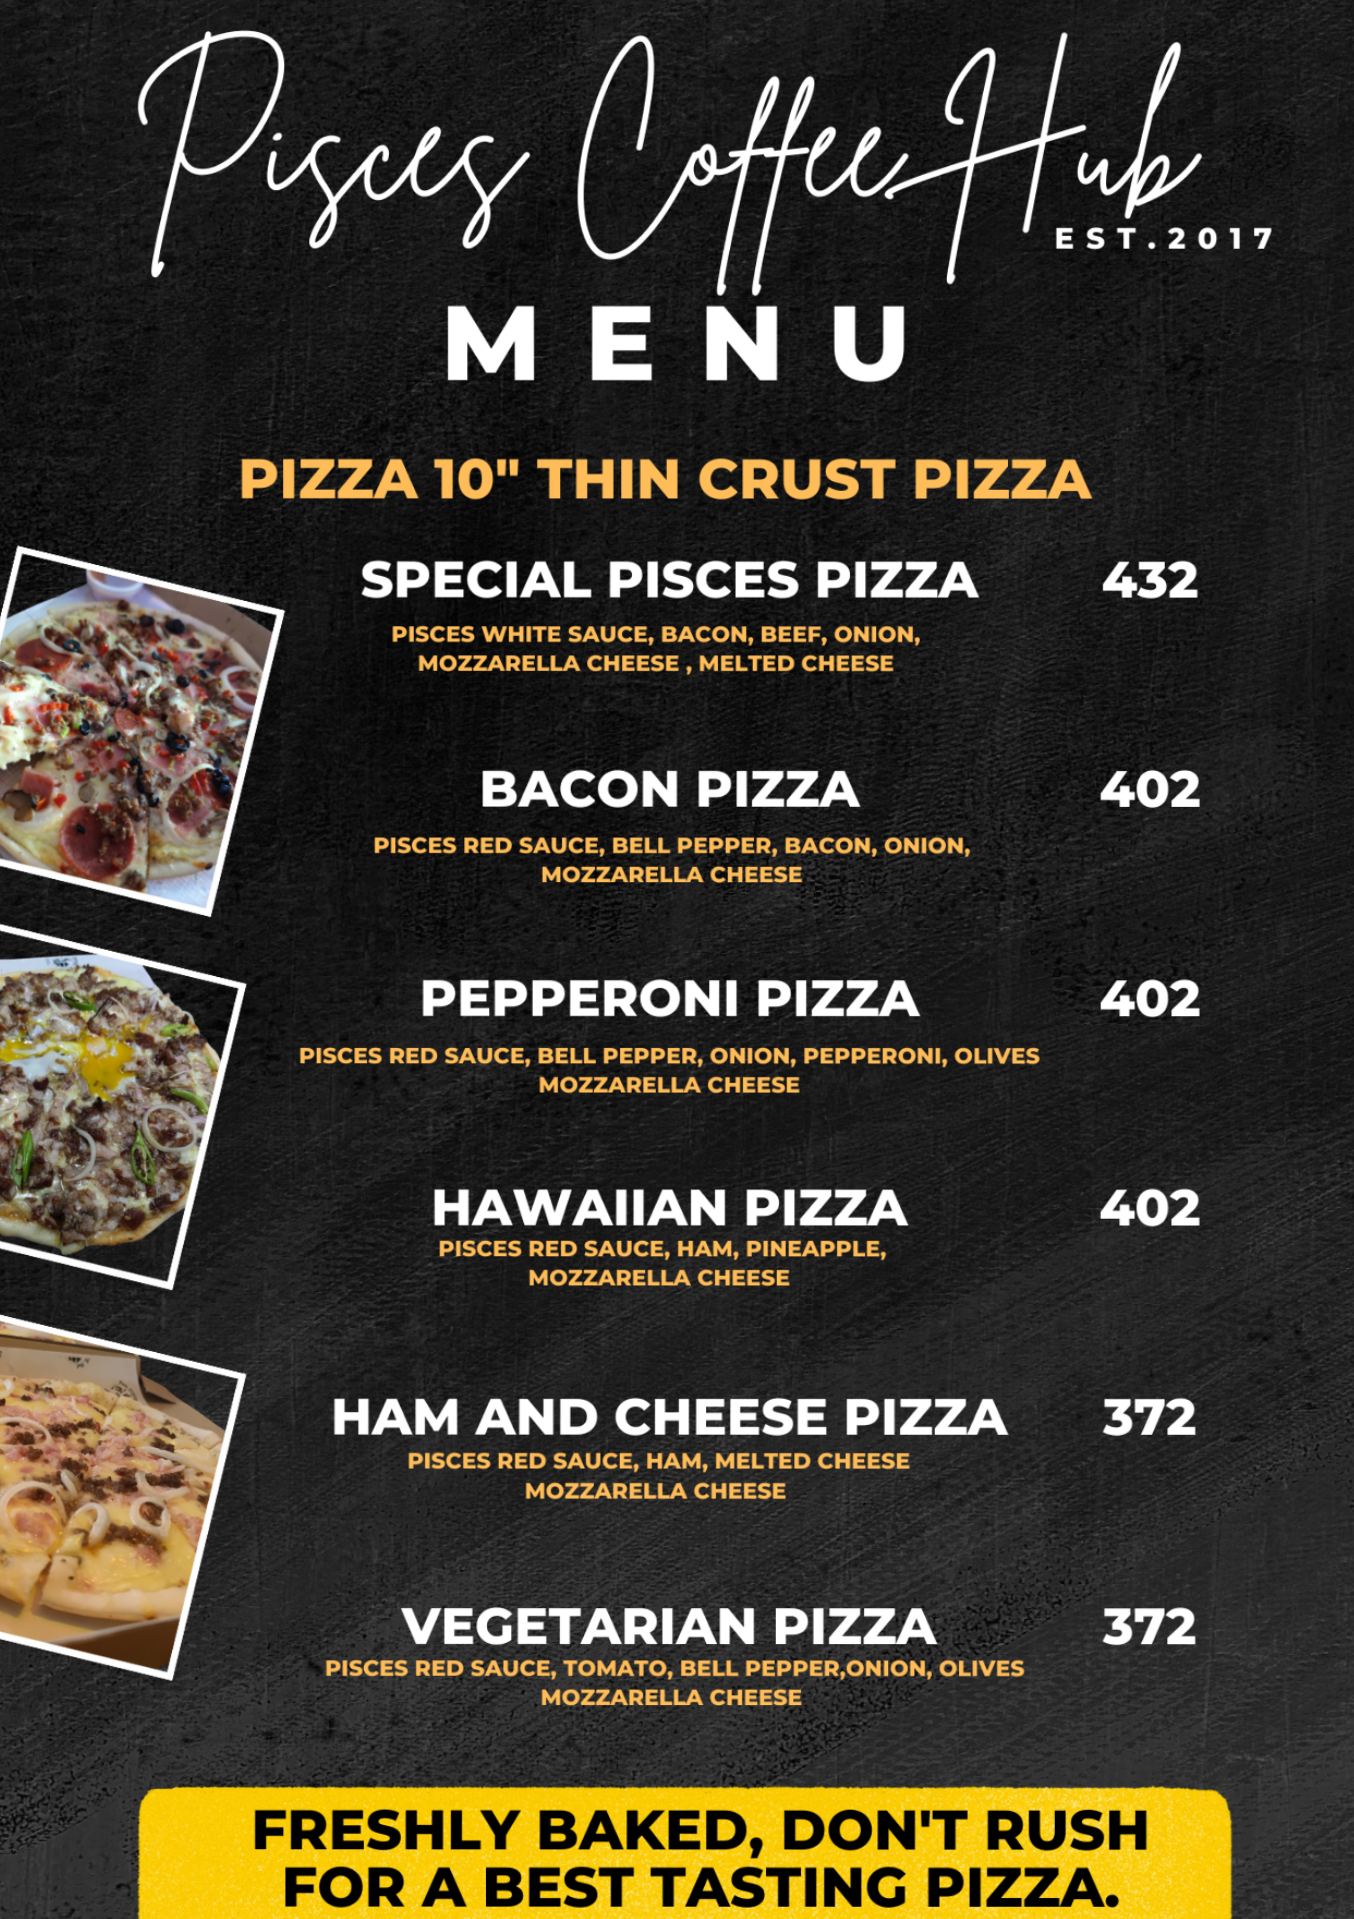 Pisces Coffee Hub
EST.2017
MENU
PIZZA 10" THIN CRUST PIZZA
SPECIAL PISCES PIZZA 432
PISCES WHITE SAUCE, BACON, BEEF, ONION,
MOZZARELLA CHEESE , MELTED CHEESE
BACON PIZZA 402
PISCES RED SAUCE, BELL PEPPER, BACON, ONION,
MOZZARELLA CHEESE
PEPPERONI PIZZA 402
PISCES RED SAUCE, BELL PEPPER, ONION, PEPPERONI, OLIVES
MOZZARELLA CHEESE
HAWAIIAN PIZZA 402
PISCES RED SAUCE, HAM, PINEAPPLE,
MOZZARELLA CHEESE
HAM AND CHEESE PIZZA 372
PISCES RED SAUCE, HAM, MELTED CHEESE
MOZZARELLA CHEESE
VEGETARIAN PIZZA 372
PISCES RED SAUCE, TOMATO, BELL PEPPER,ONION, OLIVES
MOZZARELLA CHEESE
FRESHLY BAKED, DON'T RUSH
FOR A BEST TASTING PIZZA.